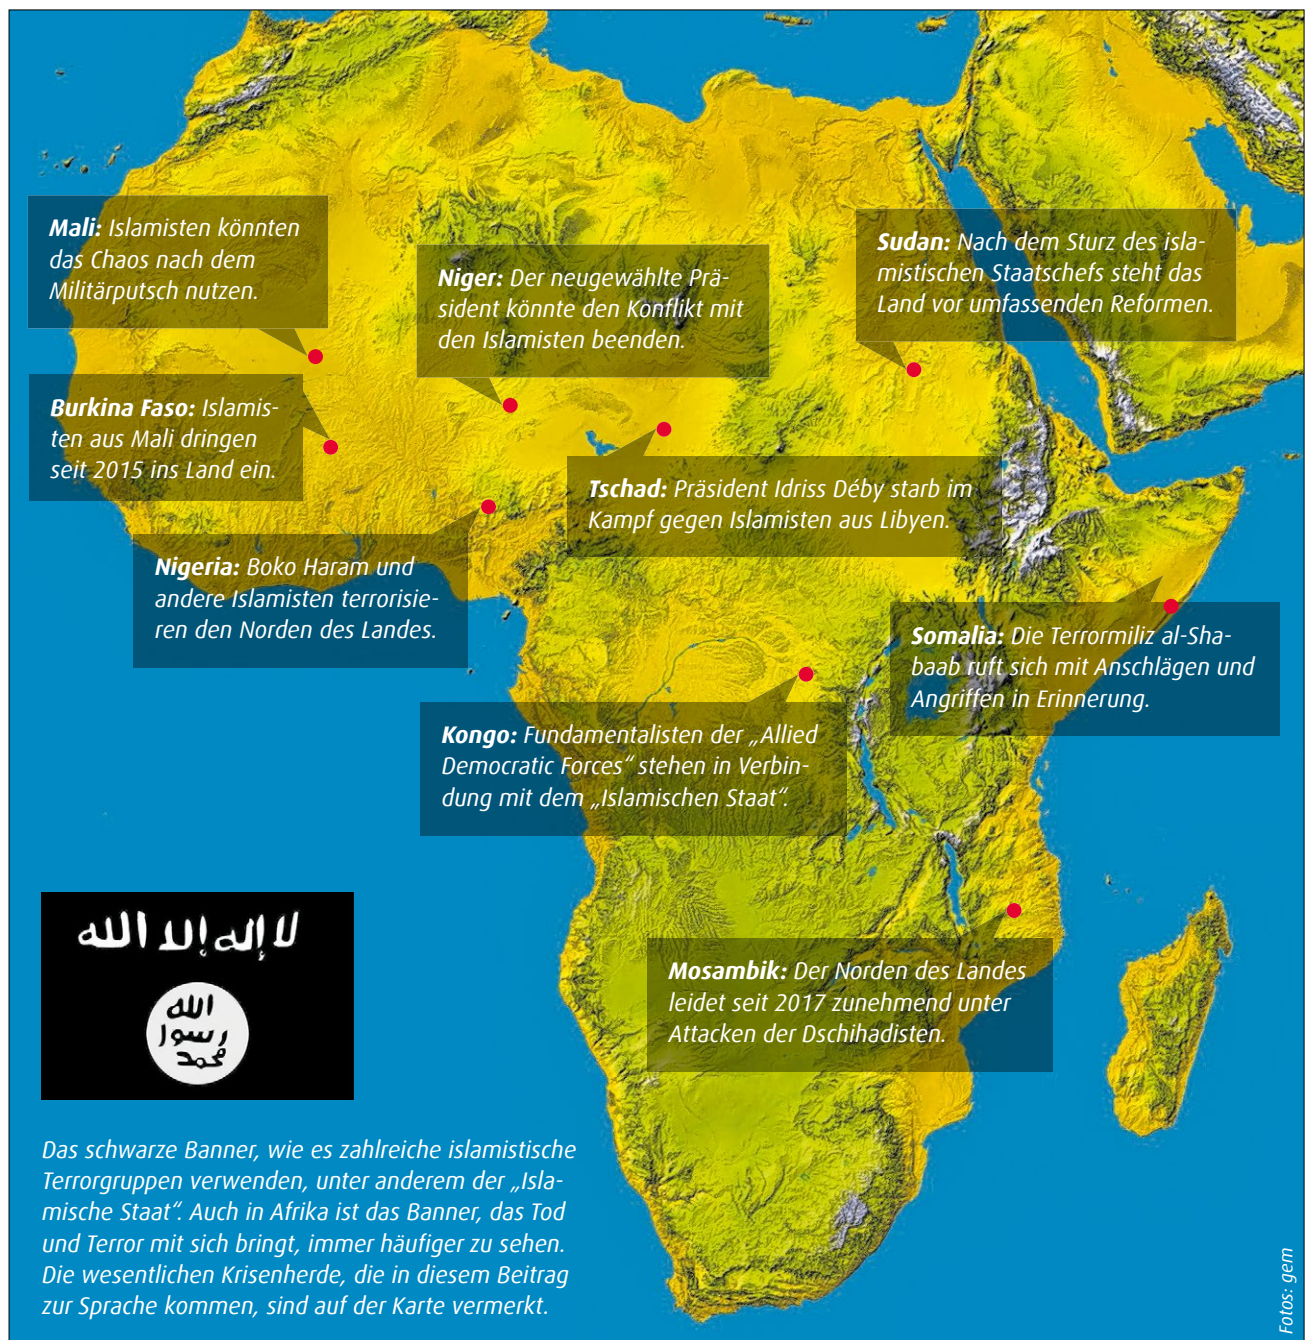 Mali: Islamisten könnten
das Chaos nach dem
Militärputsch nutzen.
Niger: Der neugewählte Prä-
sident könnte den Konflikt mit
den Islamisten beenden.
Sudan: Nach dem Sturz des isla-
mistischen Staatschefs steht das
Land vor umfassenden Reformen.
Burkina Faso: Islamis-
ten aus Mali dringen
seit 2015 ins Land ein.
Tschad: Präsident Idriss Déby starb im
Kampf gegen Islamisten aus Libyen.
Nigeria: Boko Haram und
andere Islamisten terrorisie-
ren den Norden des Landes.
Somalia: Die Terrormiliz al-Sha-
baab ruft sich mit Anschlägen und
Angriffen in Erinnerung.
Kongo: Fundamentalisten der „Allied
Democratic Forces“ stehen in Verbin-
dung mit dem „Islamischen Staat“.
Mosambik: Der Norden des Landes
leidet seit 2017 zunehmend unter
Attacken der Dschihadisten.
لا إله إلا الله
الله
رسول
محمد
Das schwarze Banner, wie es zahlreiche islamistische
Terrorgruppen verwenden, unter anderem der „Isla-
mische Staat“. Auch in Afrika ist das Banner, das Tod
und Terror mit sich bringt, immer häufiger zu sehen.
Die wesentlichen Krisenherde, die in diesem Beitrag
zur Sprache kommen, sind auf der Karte vermerkt.
Fotos: gem